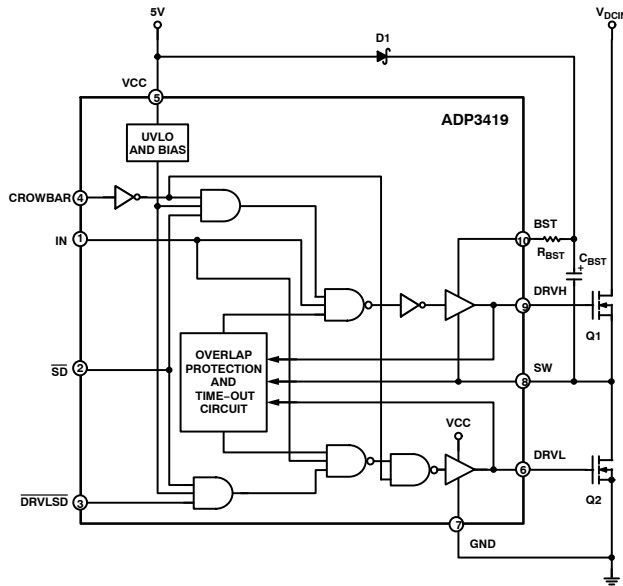 5V
VDCIN
D1
VCC
5
ADP3419
UVLO
AND BIAS
CROWBAR
4
BST
IN
1
10
RBST
CBST
+
DRVH
9
Q1
OVERLAP
PROTECTION
AND
TIME–OUT
CIRCUIT
SD
2
SW
8
VCC
DRVL
6
DRVLSD
3
Q2
7
GND